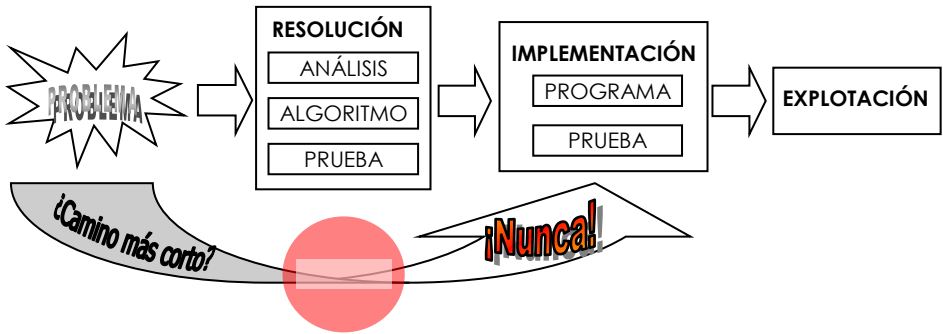 PROBLEMA
RESOLUCIÓN
ANÁLISIS
ALGORITMO
PRUEBA
IMPLEMENTACIÓN
PROGRAMA
PRUEBA
EXPLOTACIÓN
¿Camino más corto?
¡Nunca!